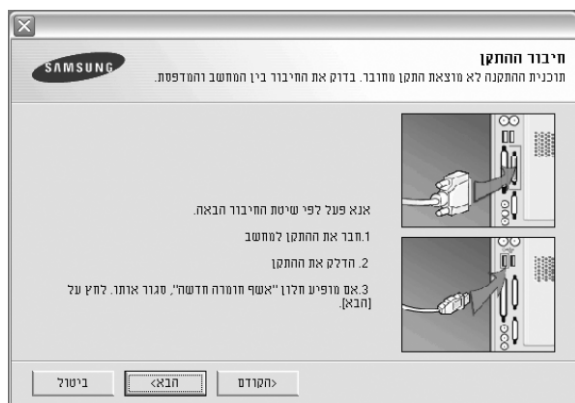 חיבור ההתקן
תוכנית ההתקנה לא מוצאת התקן מחובר. בדוק את החיבור בין המחשב והמדפסת.
SAMSUNG
אנא פעל לפי שיטת החיבור הבאה.
1.חבר את ההתקן למחשב
2. הדלק את ההתקן
3.אם מופיע חלון "אשף חומרה חדשה", סגור אותו. לחץ על
[הבא].
<הקודם
הבא>
ביטול